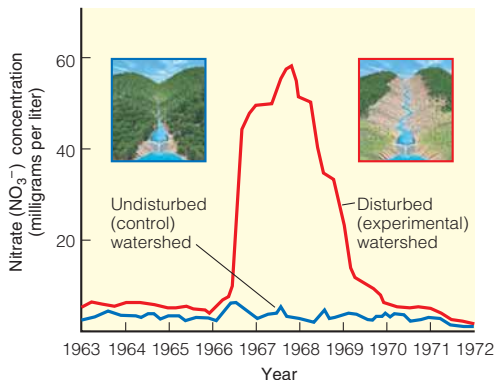 Nitrate (NO₃⁻) concentration
(milligrams per liter)
60
40
20
Undisturbed
(control)
watershed
Disturbed
(experimental)
watershed
1963 1964 1965 1966 1967 1968 1969 1970 1971 1972
Year